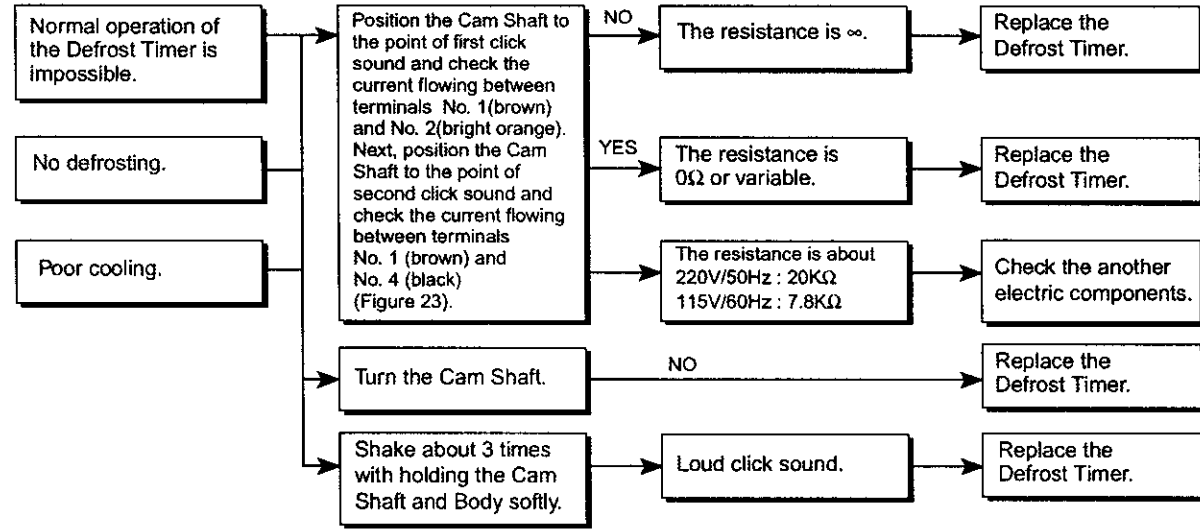 Normal operation of
the Defrost Timer is
impossible.
No defrosting.
Poor cooling.
Position the Cam Shaft to
the point of first click
sound and check the
current flowing between
terminals No. 1(brown)
and No. 2(bright orange).
Next, position the Cam
Shaft to the point of
second click sound and
check the current flowing
between terminals
No. 1 (brown) and
No. 4 (black)
(Figure 23).
NO
The resistance is ∞.
Replace the
Defrost Timer.
YES
The resistance is
0Ω or variable.
Replace the
Defrost Timer.
The resistance is about
220V/50Hz : 20KΩ
115V/60Hz : 7.8KΩ
Check the another
electric components.
Turn the Cam Shaft.
NO
Replace the
Defrost Timer.
Shake about 3 times
with holding the Cam
Shaft and Body softly.
Loud click sound.
Replace the
Defrost Timer.